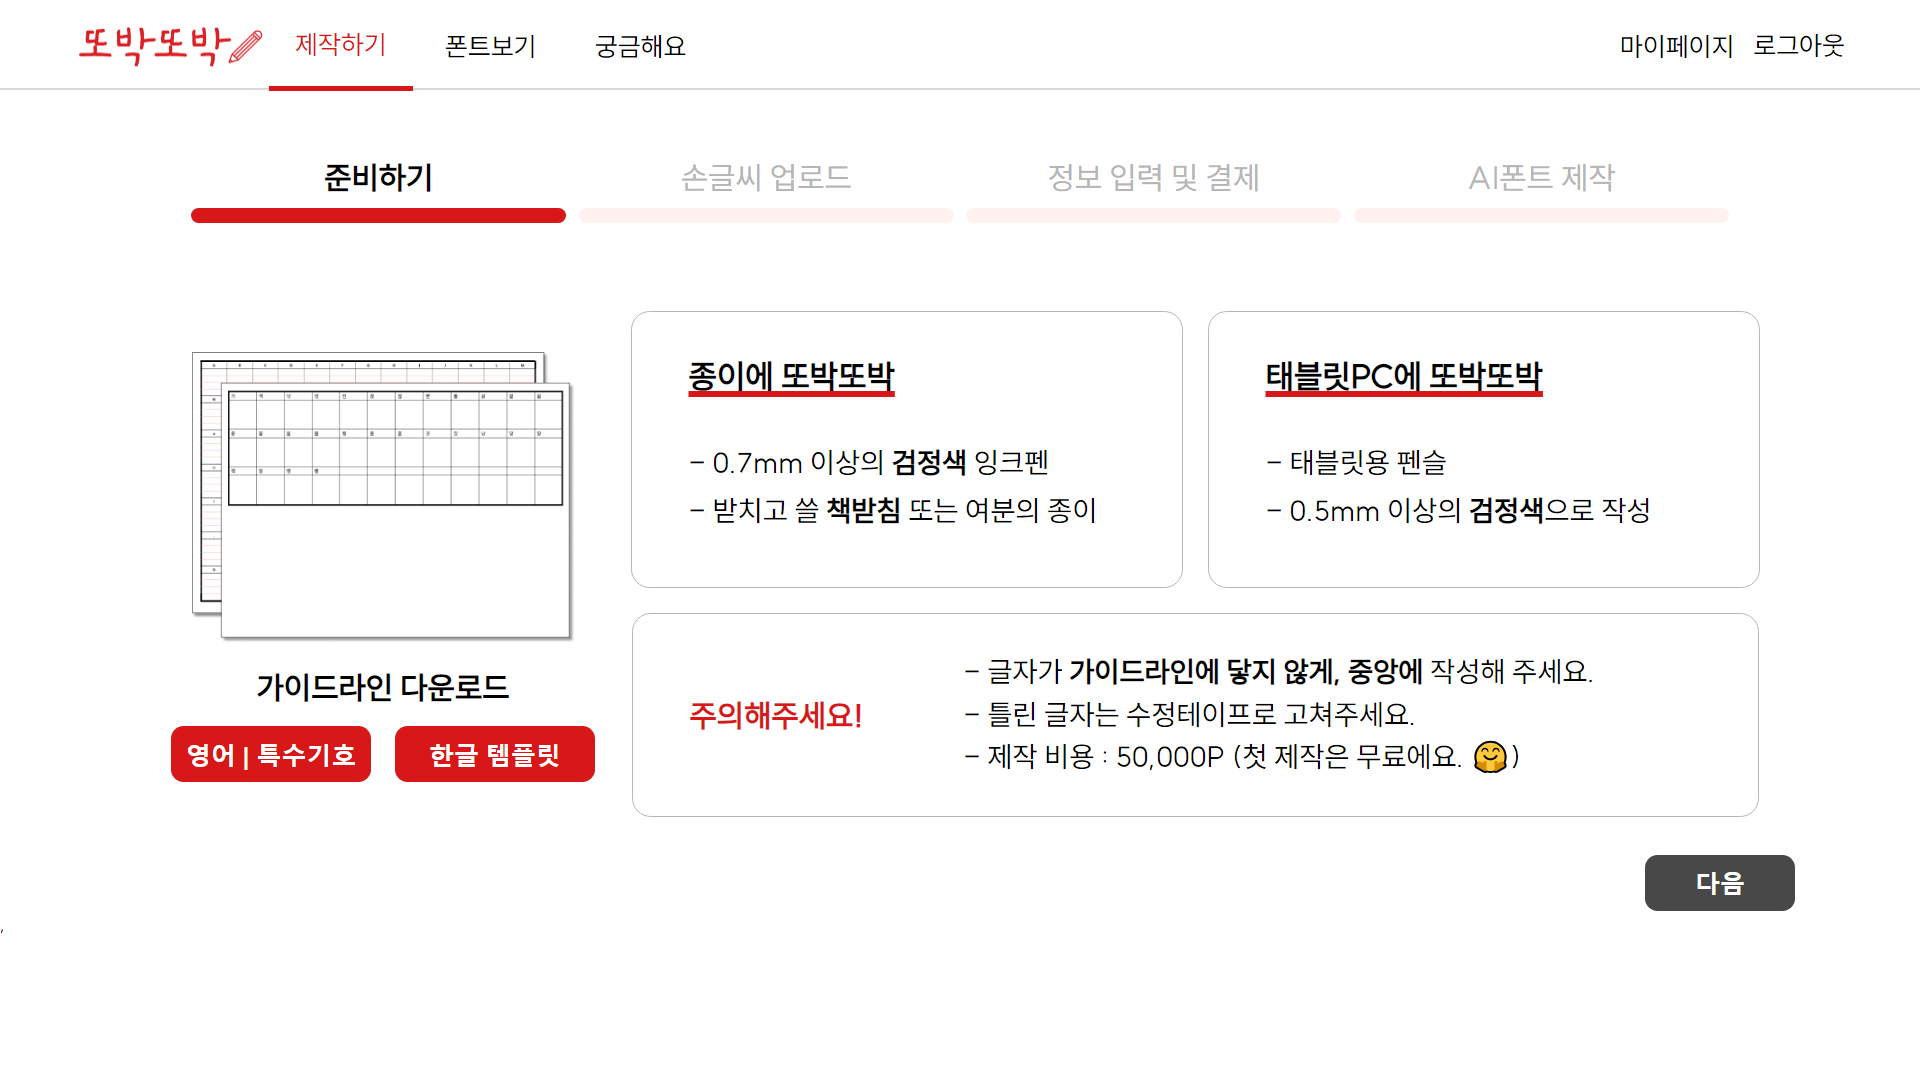 또박또박
제작하기
폰트보기
궁금해요
마이페이지
로그아웃
준비하기
손글씨 업로드
정보 입력 및 결제
AI폰트 제작
가이드라인 다운로드
영어 | 특수기호
한글 템플릿
종이에 또박또박
- 0.7mm 이상의 검정색 잉크펜
- 받치고 쓸 책받침 또는 여분의 종이
태블릿PC에 또박또박
- 태블릿용 펜슬
- 0.5mm 이상의 검정색으로 작성
주의해주세요!
- 글자가 가이드라인에 닿지 않게, 중앙에 작성해 주세요.
- 틀린 글자는 수정테이프로 고쳐주세요.
- 제작 비용 : 50,000P (첫 제작은 무료에요. 🤗)
다음
,